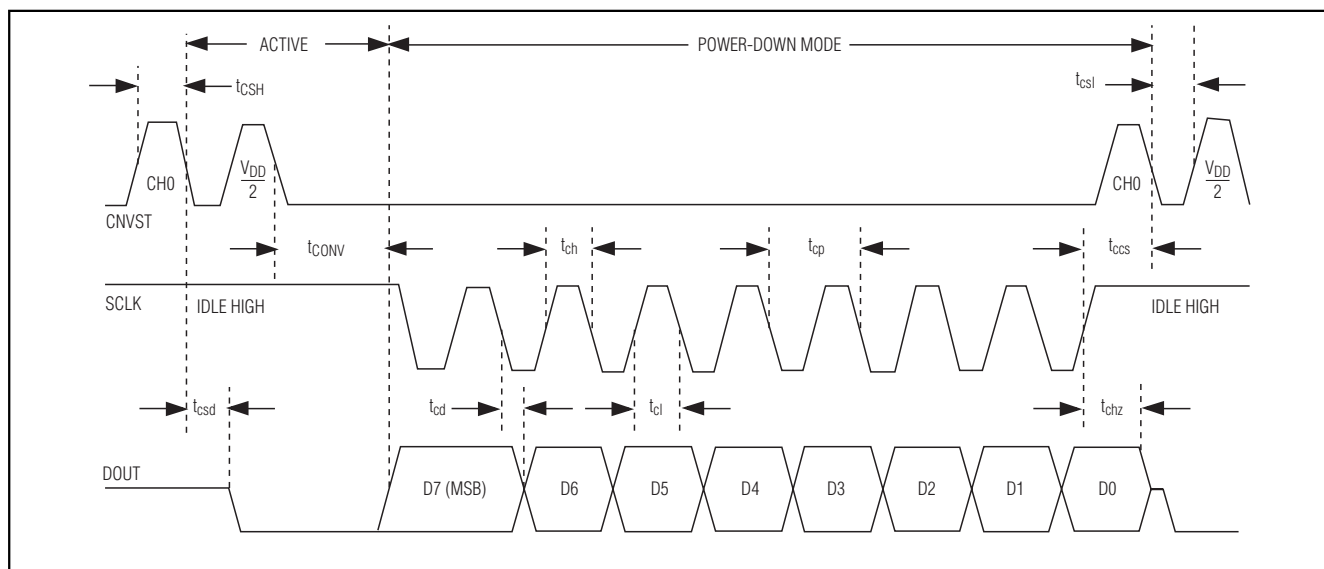 ACTIVE
POWER-DOWN MODE
tCSH
tcsl
CH0
VDD
2
CH0
VDD
2
CNVST
tCONV
tch
tcp
tccs
SCLK
IDLE HIGH
IDLE HIGH
tcsd
tcd
tcl
tchz
DOUT
D7 (MSB)
D6
D5
D4
D3
D2
D1
D0